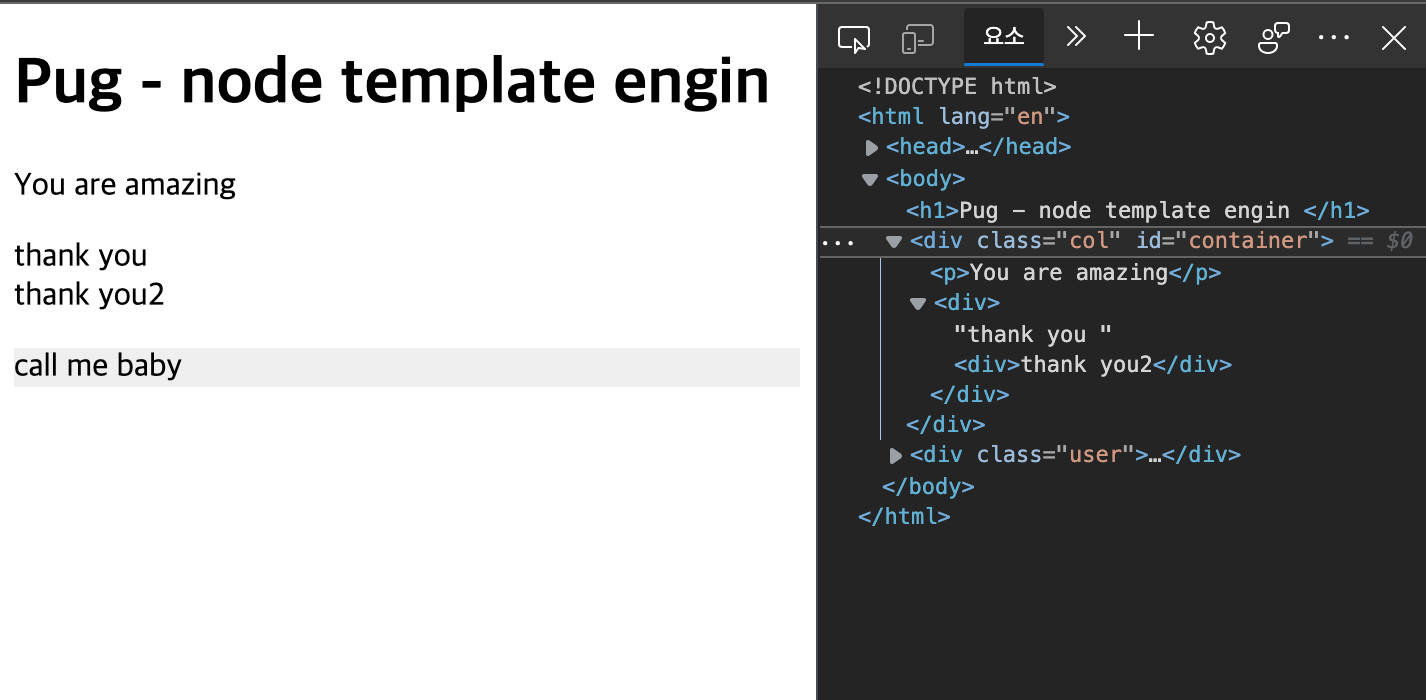 Pug - node template engin
You are amazing
thank you
thank you2
call me baby
요소
<!DOCTYPE html>
<html lang="en">
<head>…</head>
<body>
<h1>Pug - node template engin </h1>
<div class="col" id="container"> == $0
<p>You are amazing</p>
<div>
"thank you "
<div>thank you2</div>
</div>
</div>
<div class="user">…</div>
</body>
</html>